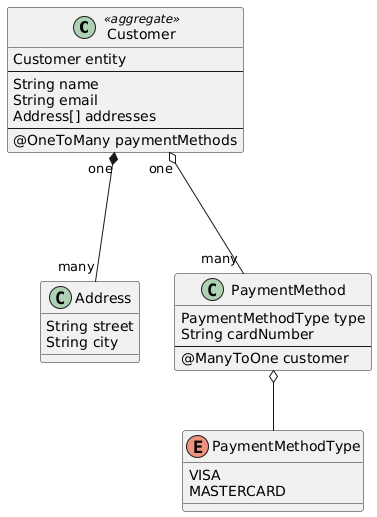 C
«aggregate»
Customer
Customer entity
String name
String email
Address[] addresses
@OneToMany paymentMethods
one
one
many
many
C Address
String street
String city
C PaymentMethod
PaymentMethodType type
String cardNumber
@ManyToOne customer
E PaymentMethodType
VISA
MASTERCARD